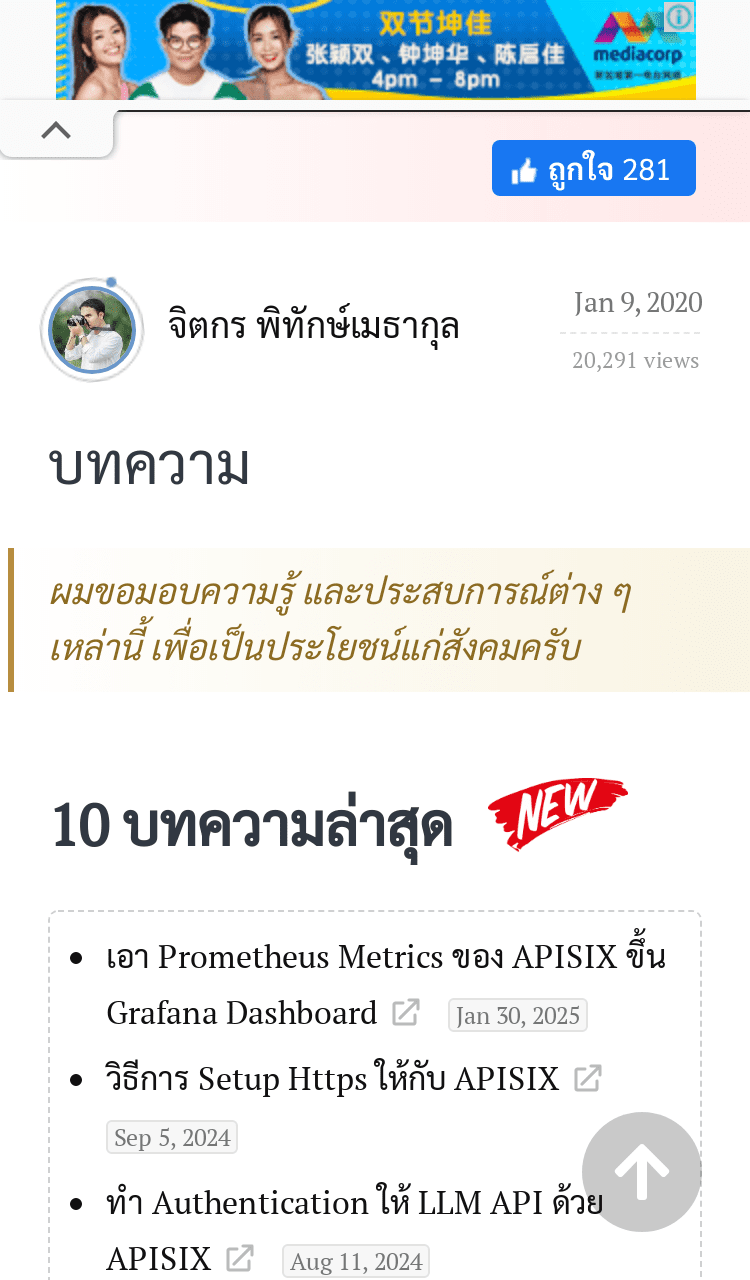 双节坤佳
张颖双、钟坤华、陈眉佳
4pm – 8pm
mediacorp
ถูกใจ 281
จิตกร พิทักษ์เมธากุล
Jan 9, 2020
20,291 views
บทความ
ผมขอมอบความรู้ และประสบการณ์ต่าง ๆ
เหล่านี้ เพื่อเป็นประโยชน์แก่สังคมครับ
10 บทความล่าสุด NEW
เอา Prometheus Metrics ของ APISIX ขึ้น
Grafana Dashboard Jan 30, 2025
วิธีการ Setup Https ให้กับ APISIX
Sep 5, 2024
ทำ Authentication ให้ LLM API ด้วย
APISIX Aug 11, 2024